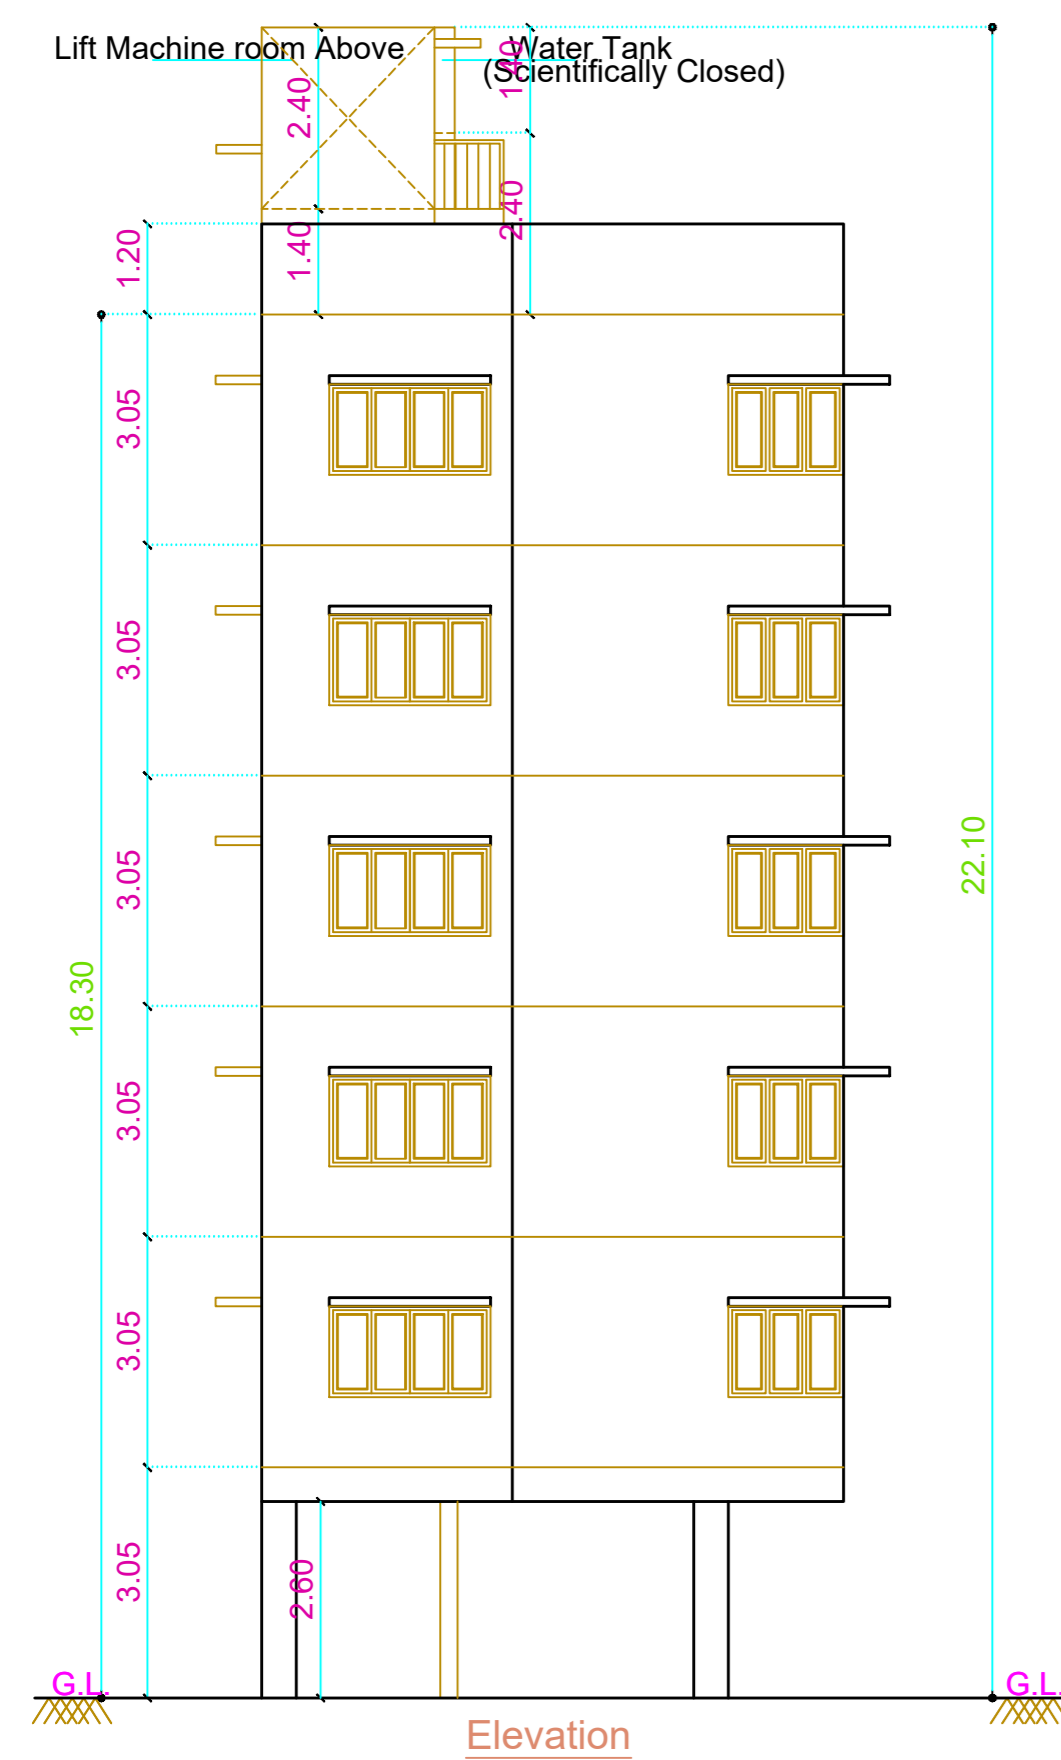 Lift Machine room Above
Water Tank
(Scientifically Closed)
1.40
2.40
2.40
1.40
1.20
3.05
3.05
3.05
3.05
3.05
3.05
2.60
18.30
22.10
G.L.
G.L.
Elevation